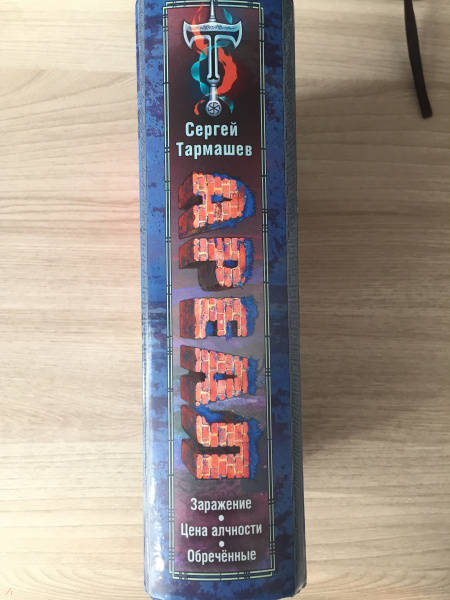 Сергей
Тармашев
АРЕАЛ
Заражение
•
Цена алчности
•
Обречённые